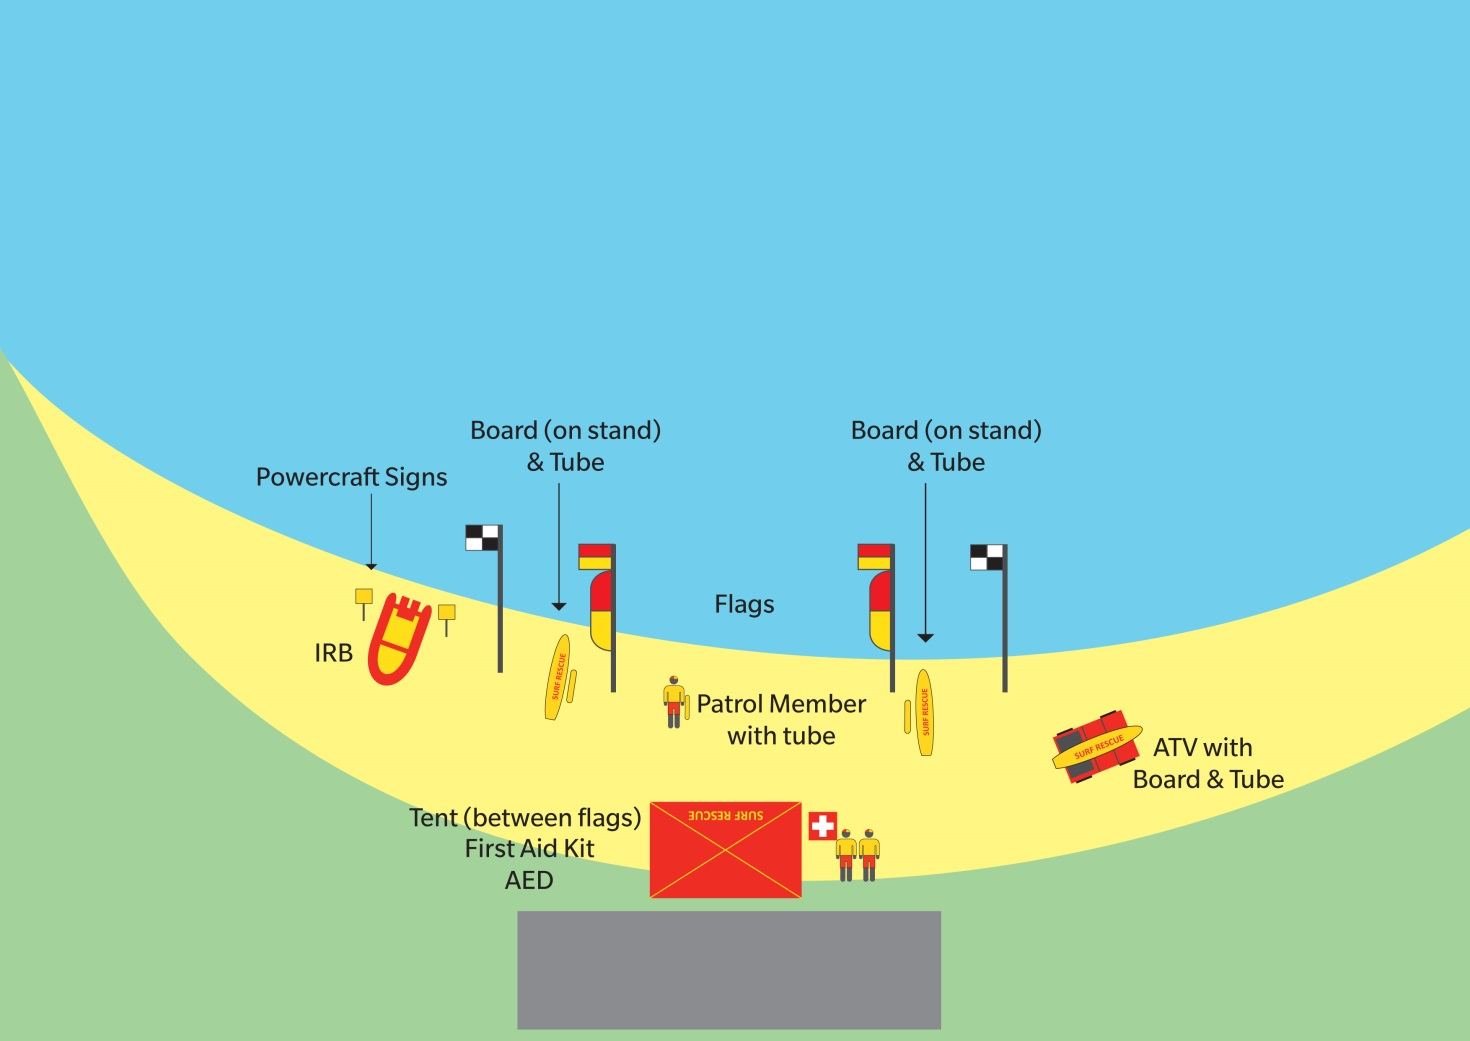 Board (on stand)
& Tube
Board (on stand)
& Tube
Powercraft Signs
Flags
IRB
SURF RESCUE
SURF RESCUE
Patrol Member
with tube
SURF RESCUE
ATV with
Board & Tube
Tent (between flags)
First Aid Kit
AED
SURF RESCUE